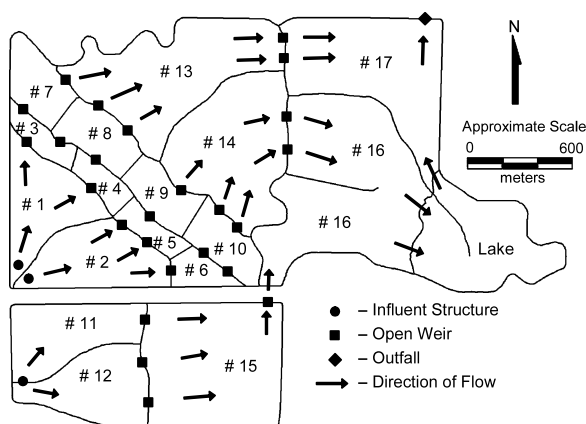 N
# 13
# 17
# 7
Approximate Scale
0 600
meters
# 3
# 8
# 14
# 16
# 4
# 9
# 1
# 16
# 5
# 10
Lake
# 2
# 6
# 11
# 12
# 15
– Influent Structure
– Open Weir
– Outfall
– Direction of Flow